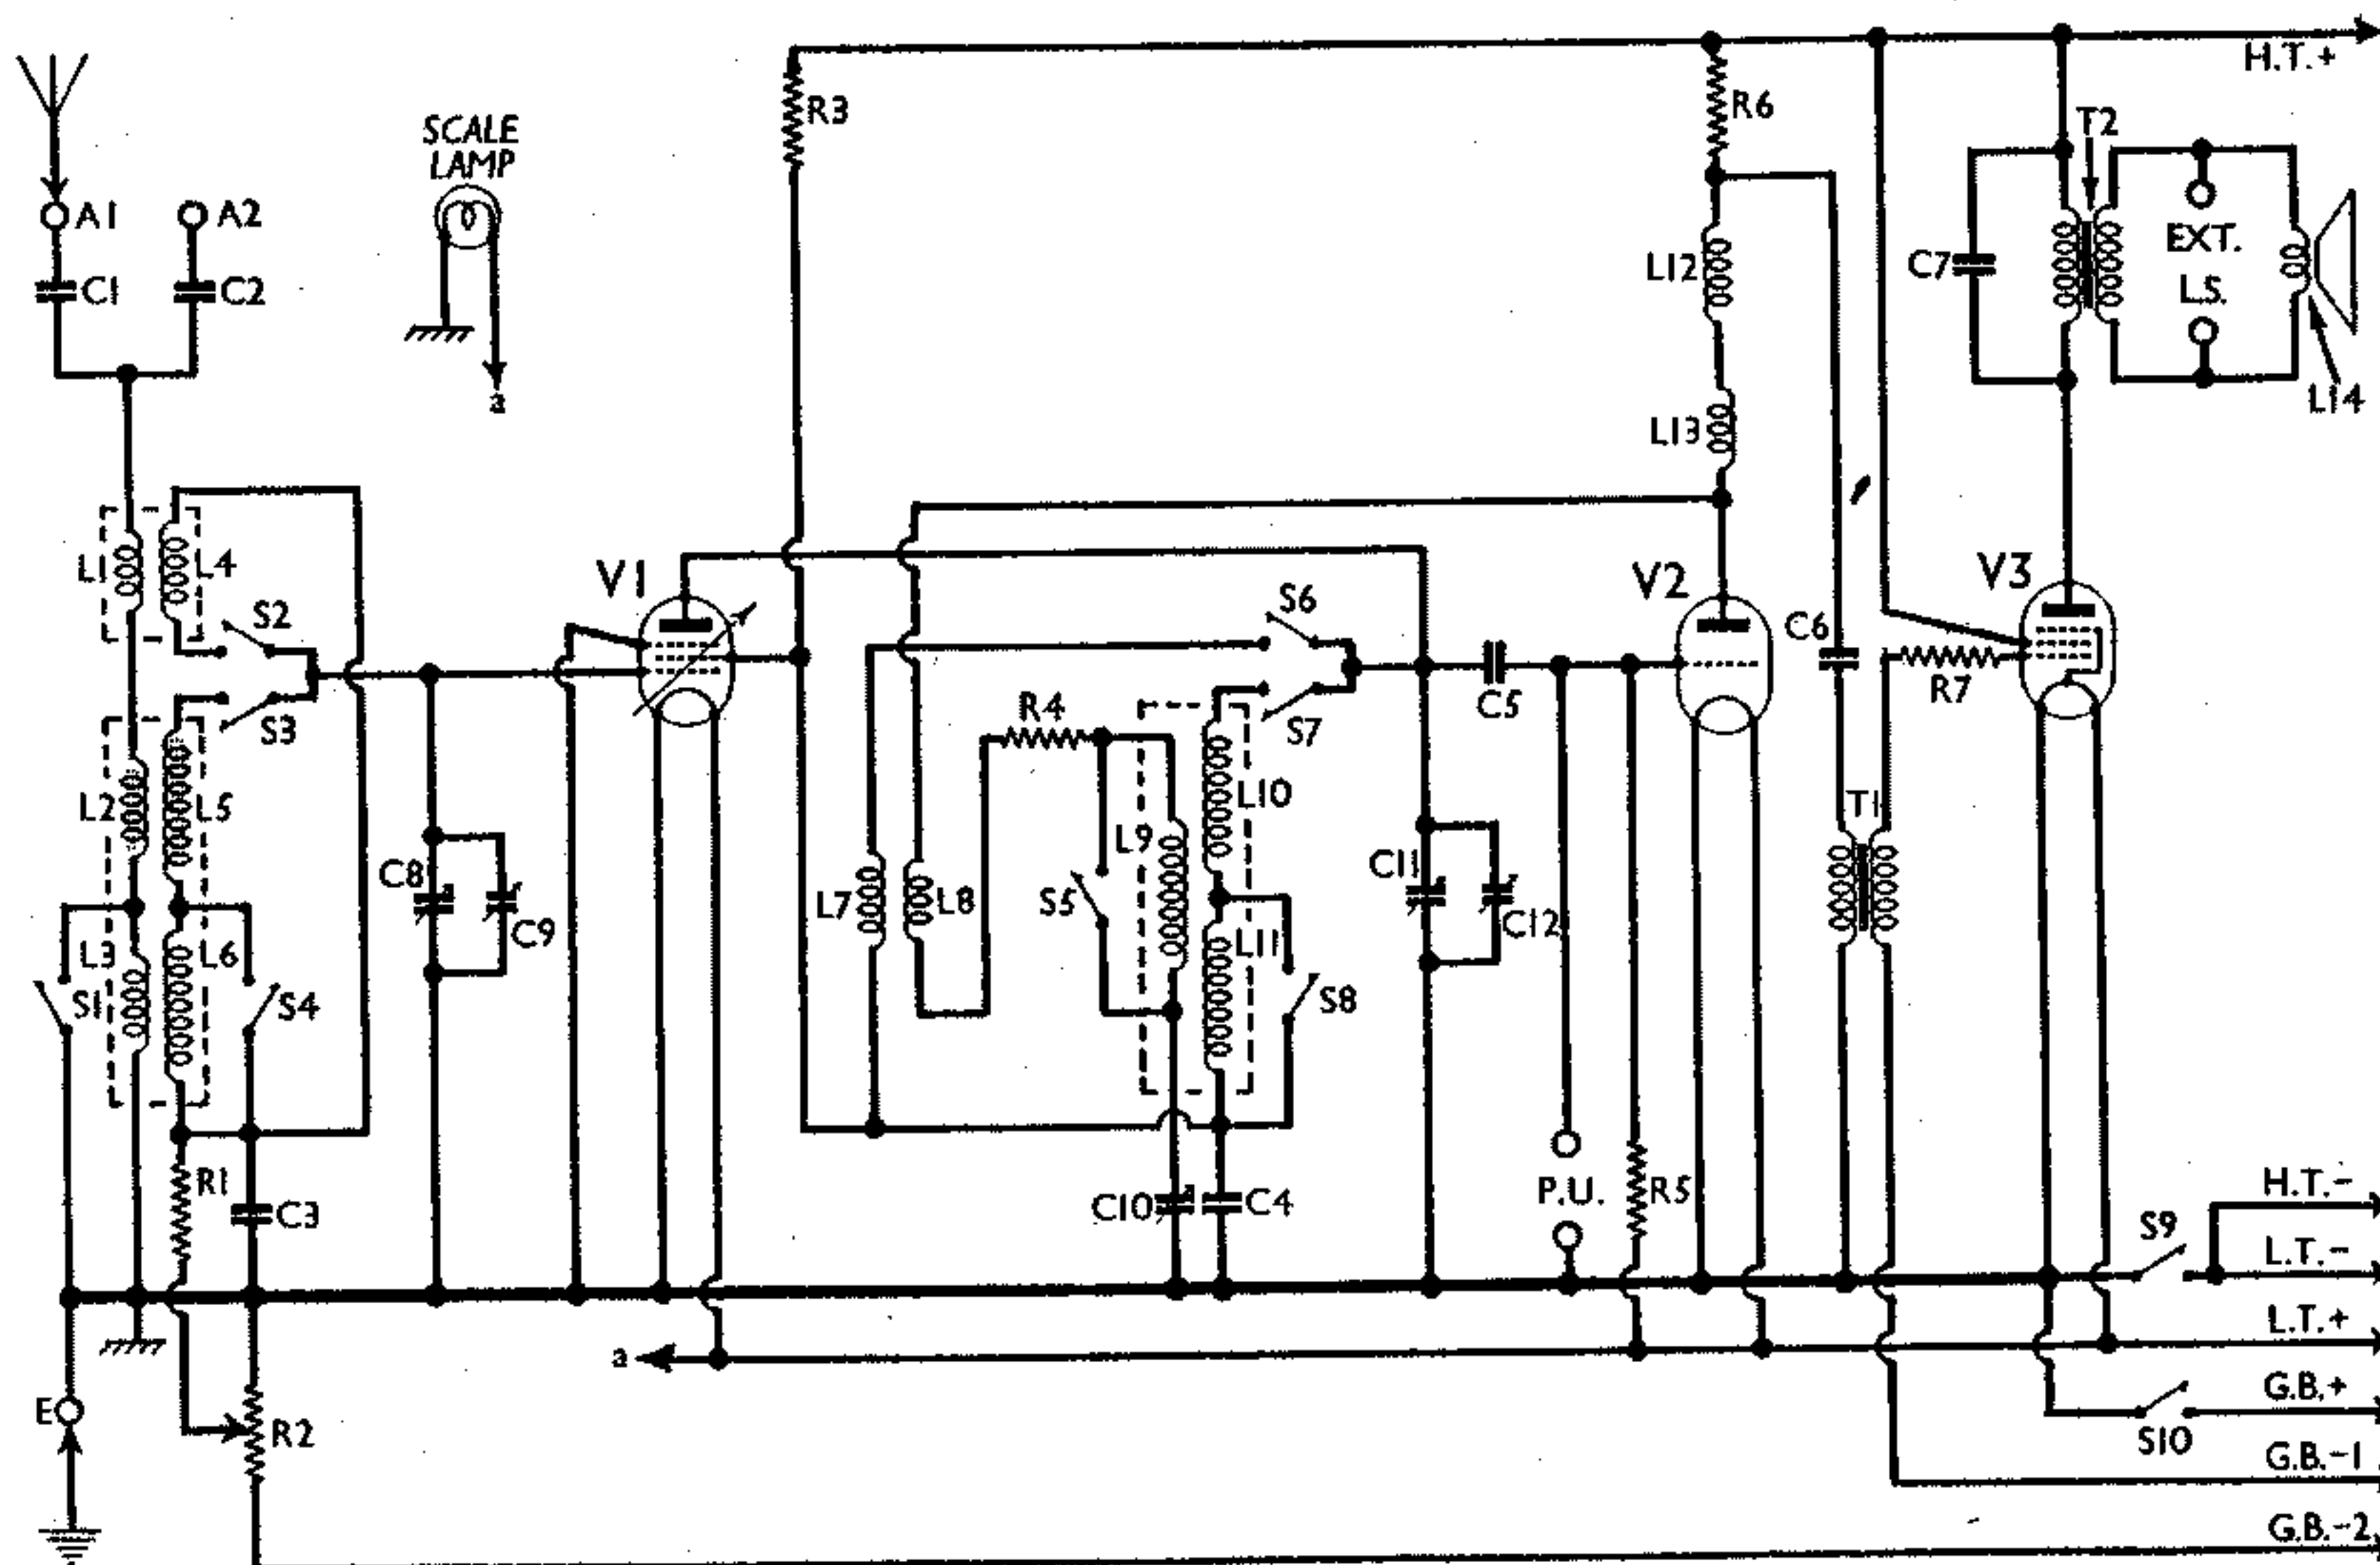 H.T.+
R3
R6
T2
SCALE
LAMP
A1
A2
EXT.
L.S.
C1
C2
L12
C7
a
L13
L14
L1
L4
S2
V1
S6
V2
C6
V3
S3
R4
C5
R7
S7
L2
L5
L10
T1
C8
L9
C11
L7
L8
S5
C9
C12
L3
L6
L11
S1
S4
S8
R1
C3
C10
C4
P.U.
R5
H.T.-
S9
L.T.-
L.T.+
a
G.B.+
E
R2
S10
G.B.-1
G.B.-2